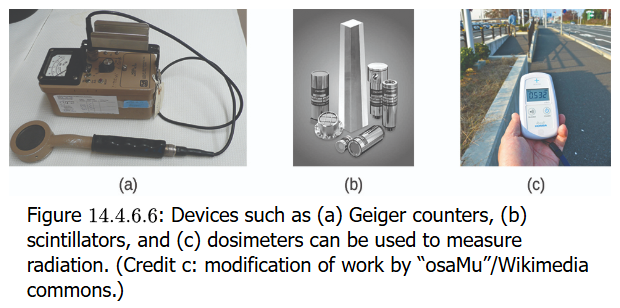 0.532
(a)
(b)
(c)
Figure 14.4.6.6: Devices such as (a) Geiger counters, (b)
scintillators, and (c) dosimeters can be used to measure
radiation. (Credit c: modification of work by “osaMu”/Wikimedia
commons.)